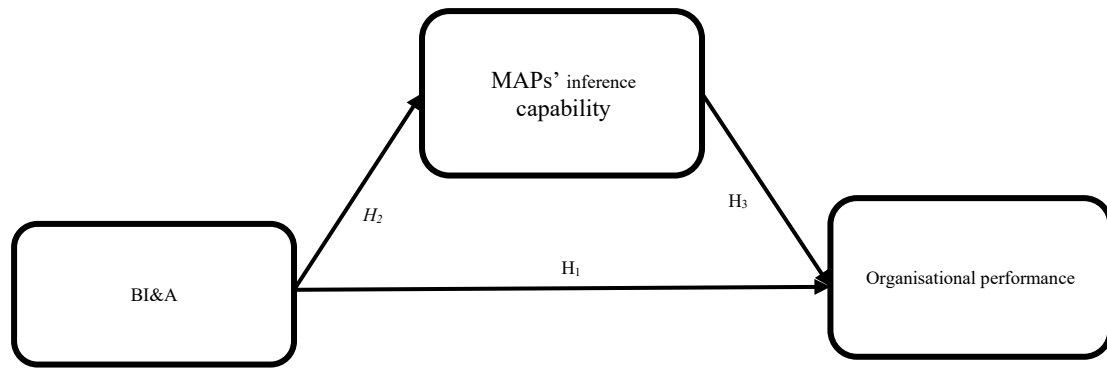 MAPs’ inference
capability
H₂
H₃
H₁
BI&A
Organisational performance